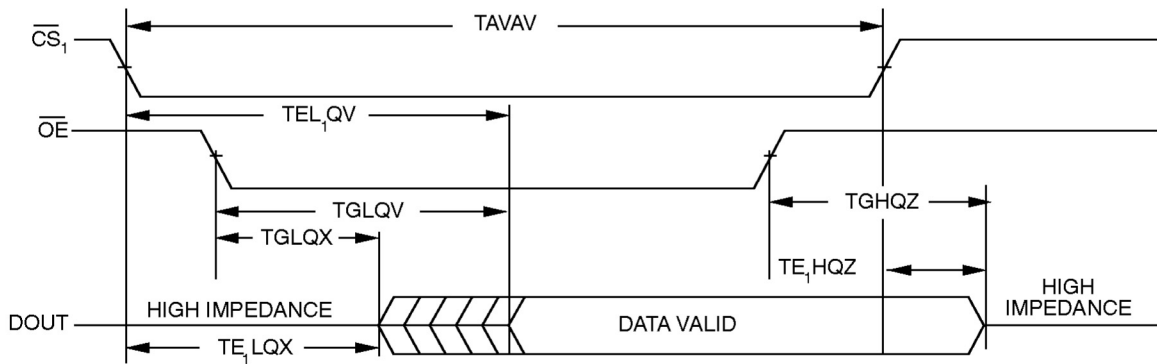 TAVAV
CS₁
TEL₁QV
OE
TGLQV
TGHQZ
TGLQX
TE₁HQZ
HIGH IMPEDANCE
HIGH
IMPEDANCE
DOUT
DATA VALID
TE₁LQX